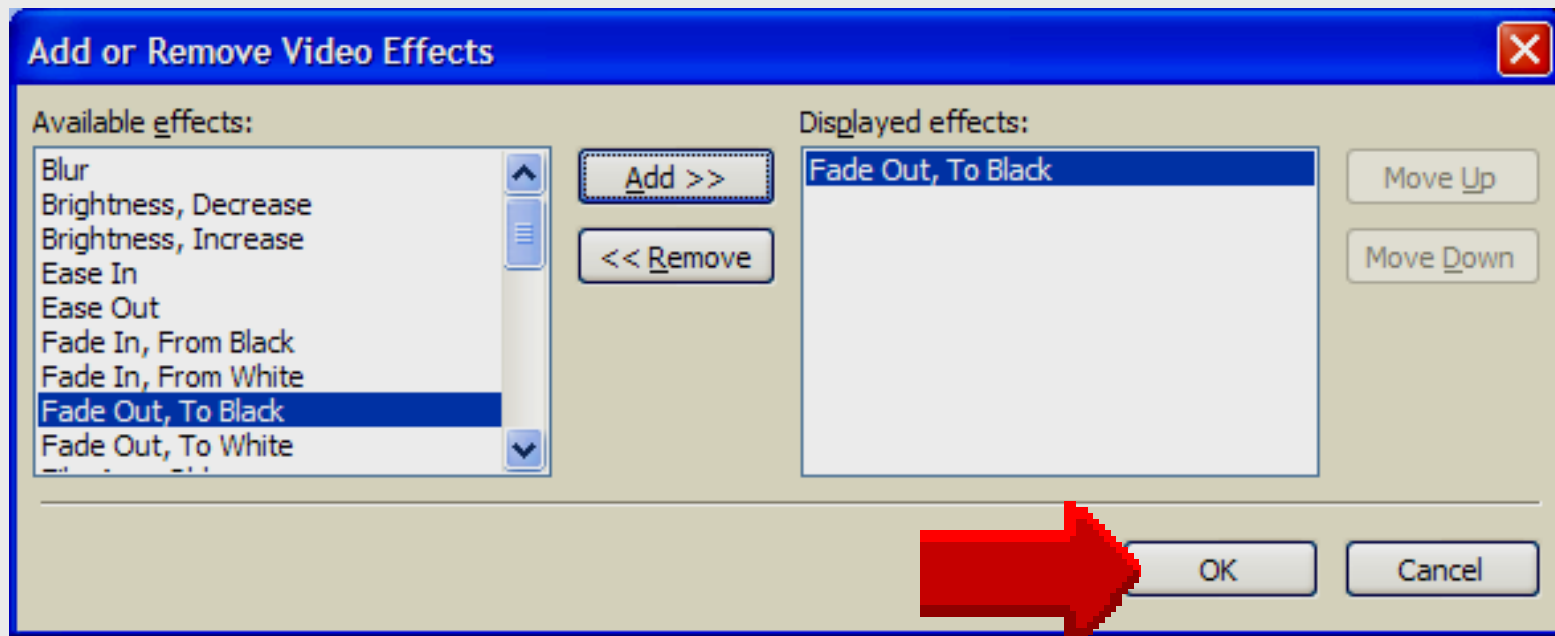 Add or Remove Video Effects
Available effects:
Displayed effects:
Blur
Brightness, Decrease
Brightness, Increase
Ease In
Ease Out
Fade In, From Black
Fade In, From White
Fade Out, To Black
Fade Out, To White
Add >>
<< Remove
Fade Out, To Black
Move Up
Move Down
OK
Cancel